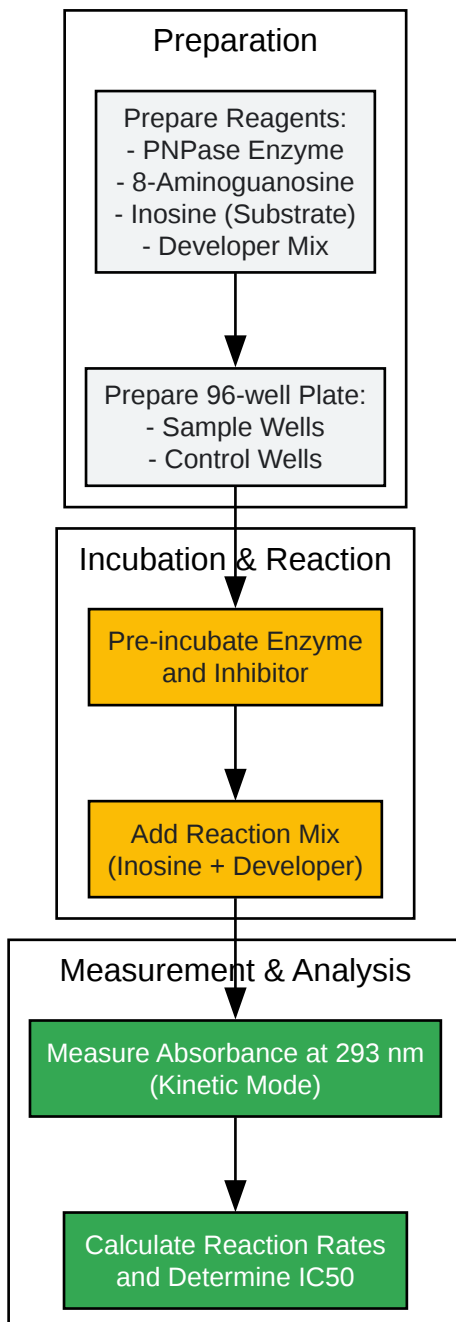 Preparation
Prepare Reagents:
- PNPase Enzyme
- 8-Aminoguanosine
- Inosine (Substrate)
- Developer Mix
Prepare 96-well Plate:
- Sample Wells
- Control Wells
Incubation & Reaction
Pre-incubate Enzyme
and Inhibitor
Add Reaction Mix
(Inosine + Developer)
Measurement & Analysis
Measure Absorbance at 293 nm
(Kinetic Mode)
Calculate Reaction Rates
and Determine IC50